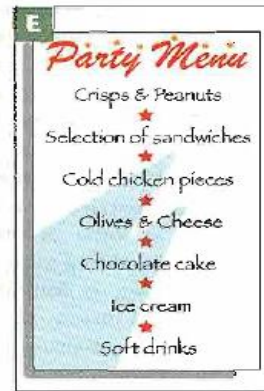 E
Party Menu
Crisps & Peanuts
Selection of sandwiches
Cold chicken pieces
Olives & Cheese
Chocolate cake
Ice cream
Soft drinks